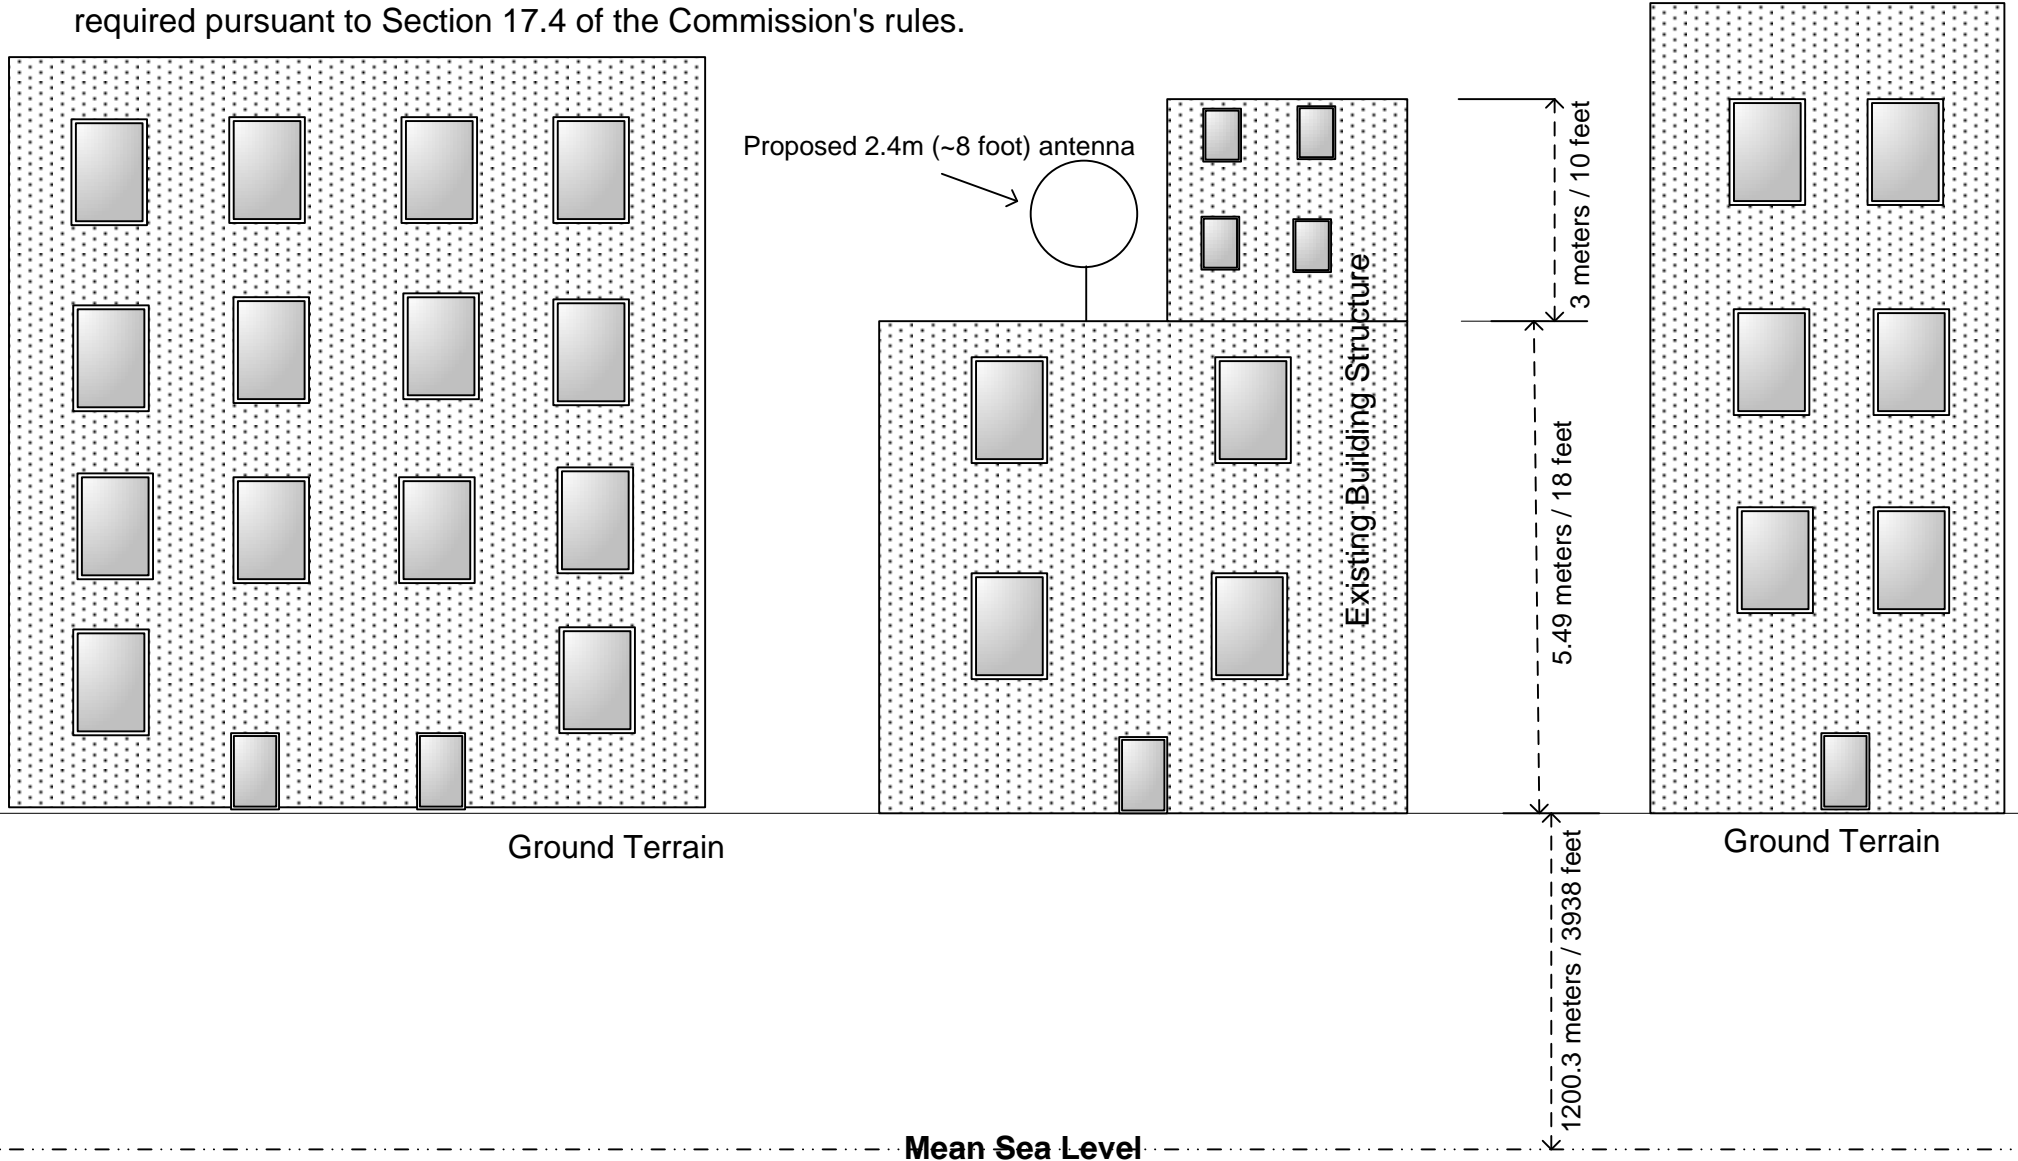 required pursuant to Section 17.4 of the Commission's rules.
Proposed 2.4m (~8 foot) antenna
3 meters / 10 feet
Existing Building Structure
5.49 meters / 18 feet
Ground Terrain
Ground Terrain
1200.3 meters / 3938 feet
Mean Sea Level